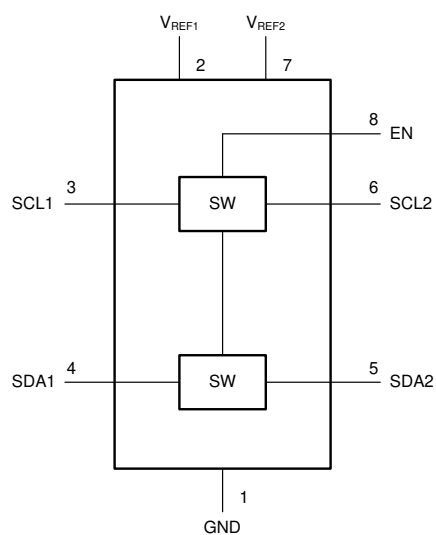 VREF1 VREF2
2 7
8
EN
3 6
SCL1 SW SCL2
4 5
SDA1 SW SDA2
1
GND